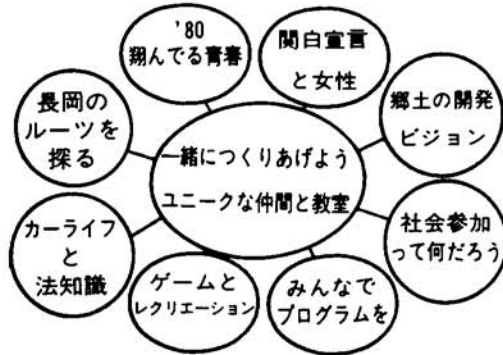 '80
翔んでる青春
関白宣言
と女性
郷土の開発
ビジョン
社会参加
って何だろう
みんなで
プログラムを
ゲームと
レクリエーション
カーライフ
と
法知識
長岡の
ルーツを
探る
一緒につくりあげよう
ユニークな仲間と教室